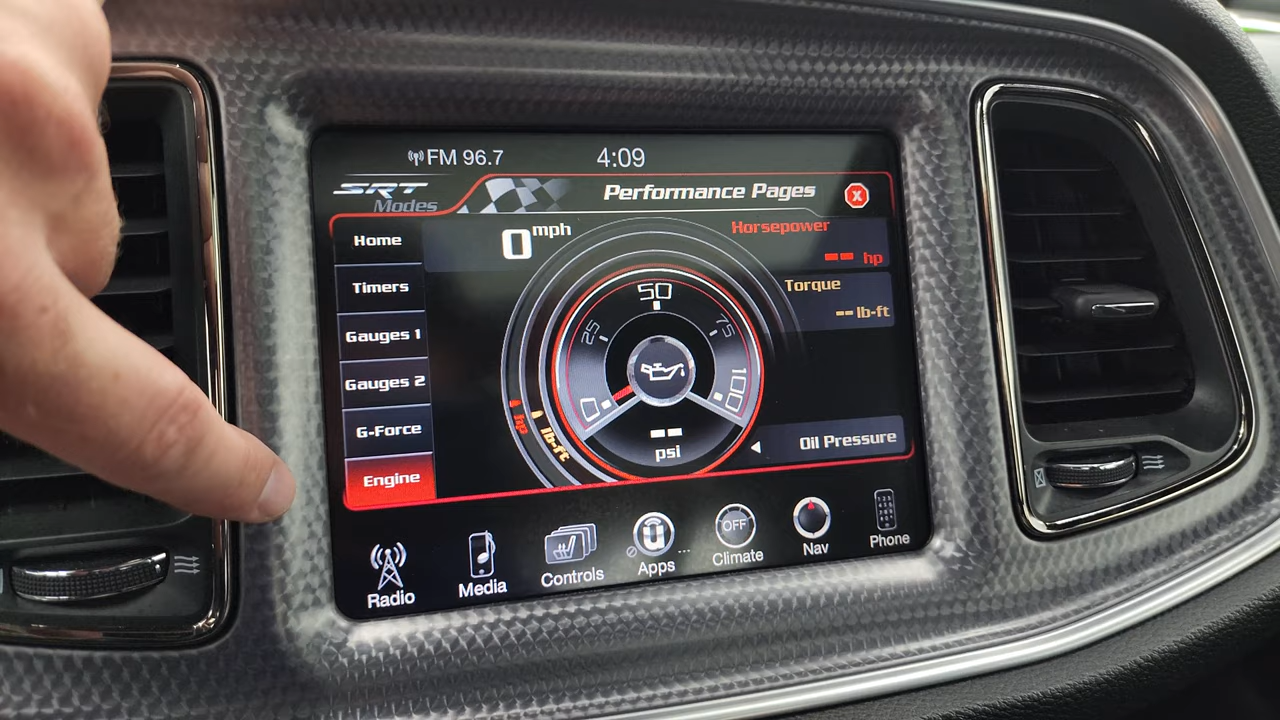 FM 96.7
4:09
SRT
Modes
Performance Pages
X
Home
Timers
Gauges 1
Gauges 2
G-Force
Engine
0 mph
Horsepower
-- hp
Torque
-- lb-ft
0
25
50
75
100
hp
lb-ft
--
psi
Oil Pressure
Radio
Media
Controls
Apps
OFF
Climate
Nav
Phone